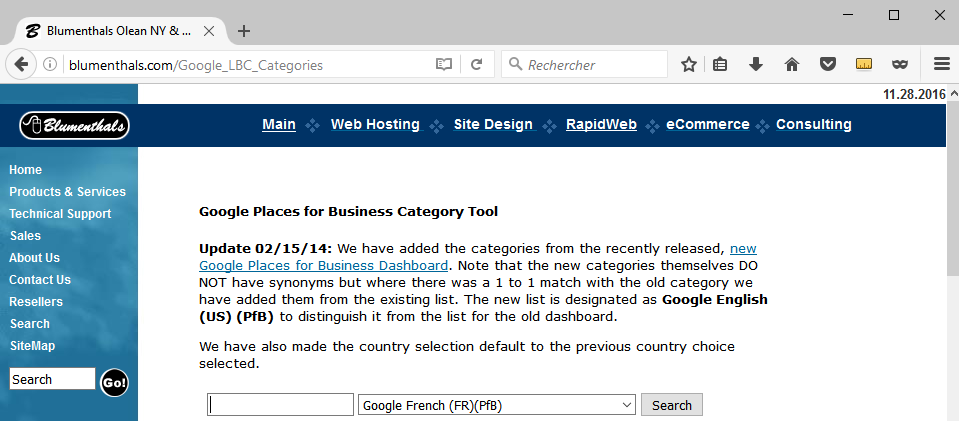 Blumenthals Olean NY & ...
blumenthals.com/Google_LBC_Categories
Rechercher
11.28.2016
Blumenthals
Main Web Hosting Site Design RapidWeb eCommerce Consulting
Home
Products & Services
Technical Support
Sales
About Us
Contact Us
Resellers
Search
SiteMap
Search Go!
Google Places for Business Category Tool
Update 02/15/14: We have added the categories from the recently released, new
Google Places for Business Dashboard. Note that the new categories themselves DO
NOT have synonyms but where there was a 1 to 1 match with the old category we
have added them from the existing list. The new list is designated as Google English
(US) (PfB) to distinguish it from the list for the old dashboard.
We have also made the country selection default to the previous country choice
selected.
Google French (FR)(PfB) Search